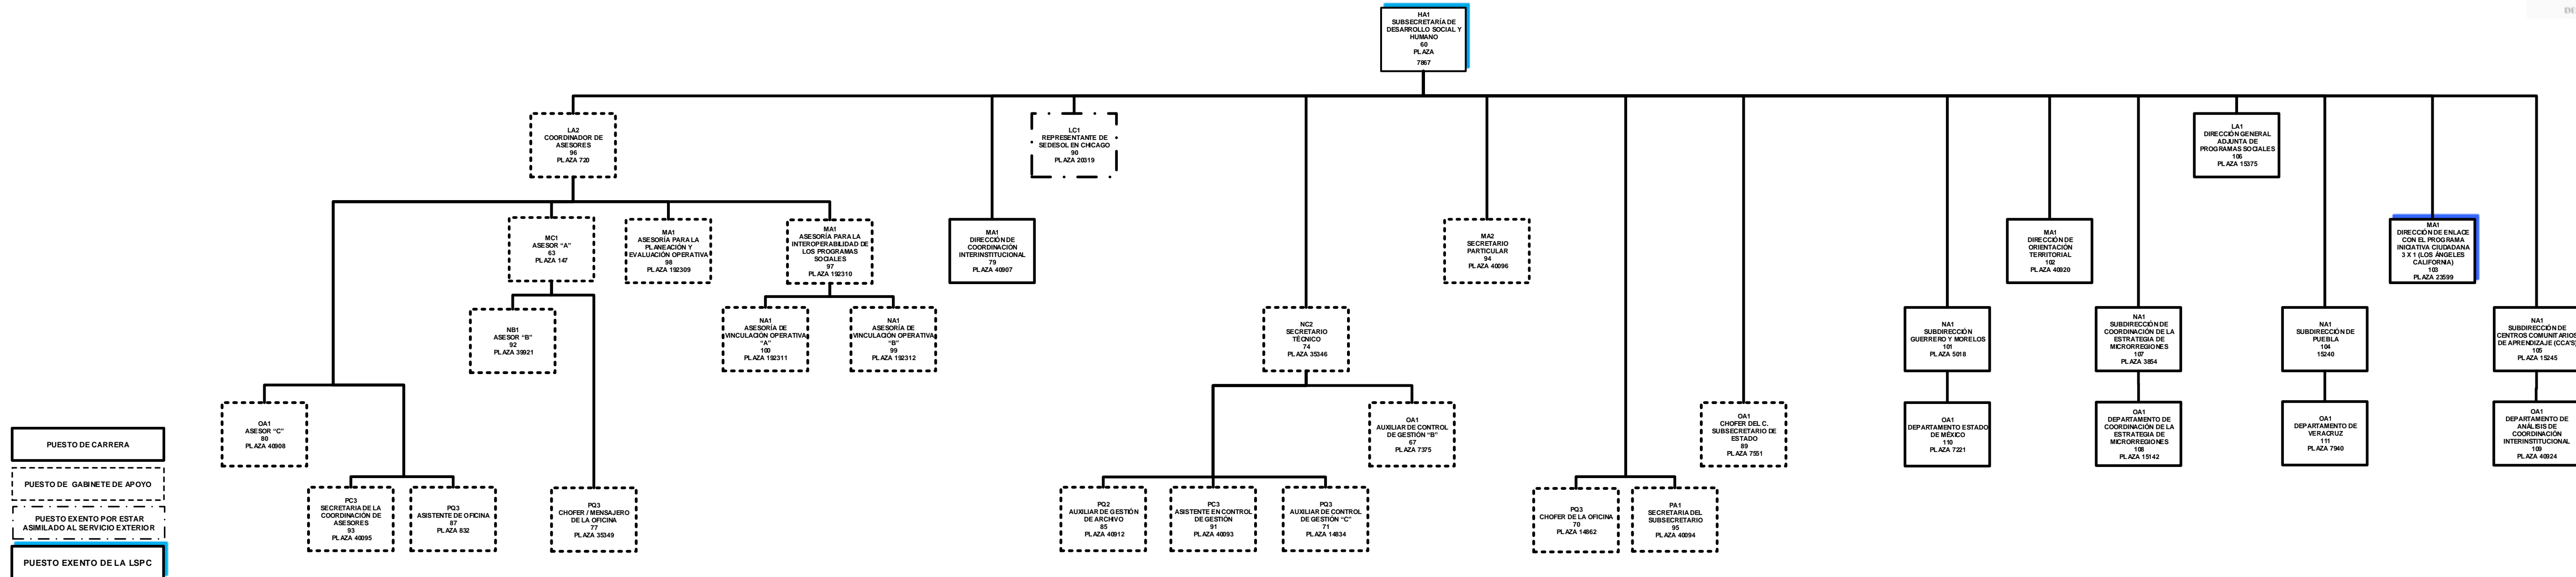 HA1
SUBSECRETARÍA DE
DESARROLLO SOCIAL Y
HUMANO
60
PLAZA
7867
LA2
COORDINADOR DE
ASESORES
96
PLAZA 720
LC1
REPRESENTANTE DE
SEDESOL EN CHICAGO
90
PLAZA 20319
LA1
DIRECCIÓN GENERAL
ADJUNTA DE
PROGRAMAS SOCIALES
106
PLAZA 15375
MC1
ASESOR “A”
63
PLAZA 147
MA1
ASESORÍA PARA LA
PLANEACIÓN Y
EVALUACIÓN OPERATIVA
98
PLAZA 192309
MA1
ASESORÍA PARA LA
INTEROPERABILIDAD DE
LOS PROGRAMAS
SOCIALES
97
PLAZA 192310
MA1
DIRECCIÓN DE
COORDINACIÓN
INTERINSTITUCIONAL
79
PLAZA 40907
MA2
SECRETARIO
PARTICULAR
94
PLAZA 40096
MA1
DIRECCIÓN DE
ORIENTACIÓN
TERRITORIAL
102
PLAZA 40920
MA1
DIRECCIÓN DE ENLACE
CON EL PROGRAMA
INICIATIVA CIUDADANA
3 X 1 (LOS ÁNGELES
CALIFORNIA)
103
PLAZA 23599
NB1
ASESOR “B”
92
PLAZA 39921
NA1
ASESORÍA DE
VINCULACIÓN OPERATIVA
“A”
100
PLAZA 192311
NA1
ASESORÍA DE
VINCULACIÓN OPERATIVA
“B”
99
PLAZA 192312
NC2
SECRETARIO
TÉCNICO
74
PLAZA 35346
NA1
SUBDIRECCIÓN
GUERRERO Y MORELOS
101
PLAZA 5018
NA1
SUBDIRECCIÓN DE
COORDINACIÓN DE LA
ESTRATEGIA DE
MICRORREGIONES
107
PLAZA 3854
NA1
SUBDIRECCIÓN DE
PUEBLA
104
15240
NA1
SUBDIRECCIÓN DE
CENTROS COMUNITARIOS
DE APRENDIZAJE (CCA'S)
105
PLAZA 15245
OA1
ASESOR “C”
80
PLAZA 40908
OA1
AUXILIAR DE CONTROL
DE GESTIÓN “B”
67
PLAZA 7375
OA1
CHOFER DEL C.
SUBSECRETARIO DE
ESTADO
89
PLAZA 7551
OA1
DEPARTAMENTO ESTADO
DE MÉXICO
110
PLAZA 7221
OA1
DEPARTAMENTO DE
COORDINACIÓN DE LA
ESTRATEGIA DE
MICRORREGIONES
108
PLAZA 15142
OA1
DEPARTAMENTO DE
VERACRUZ
111
PLAZA 7940
OA1
DEPARTAMENTO DE
ANÁLISIS DE
COORDINACIÓN
INTERINSTITUCIONAL
109
PLAZA 40924
PC3
SECRETARIA DE LA
COORDINACIÓN DE
ASESORES
93
PLAZA 40095
PQ3
ASISTENTE DE OFICINA
87
PLAZA 832
PQ3
CHOFER / MENSAJERO
DE LA OFICINA
77
PLAZA 35349
PQ2
AUXILIAR DE GESTIÓN
DE ARCHIVO
85
PLAZA 40912
PC3
ASISTENTE EN CONTROL
DE GESTIÓN
91
PLAZA 40093
PQ3
AUXILIAR DE CONTROL
DE GESTIÓN “C”
71
PLAZA 14834
PQ3
CHOFER DE LA OFICINA
70
PLAZA 14862
PA1
SECRETARIA DEL
SUBSECRETARIO
95
PLAZA 40094
PUESTO DE CARRERA
PUESTO DE GABINETE DE APOYO
PUESTO EXENTO POR ESTAR
ASIMILADO AL SERVICIO EXTERIOR
PUESTO EXENTO DE LA LSPC